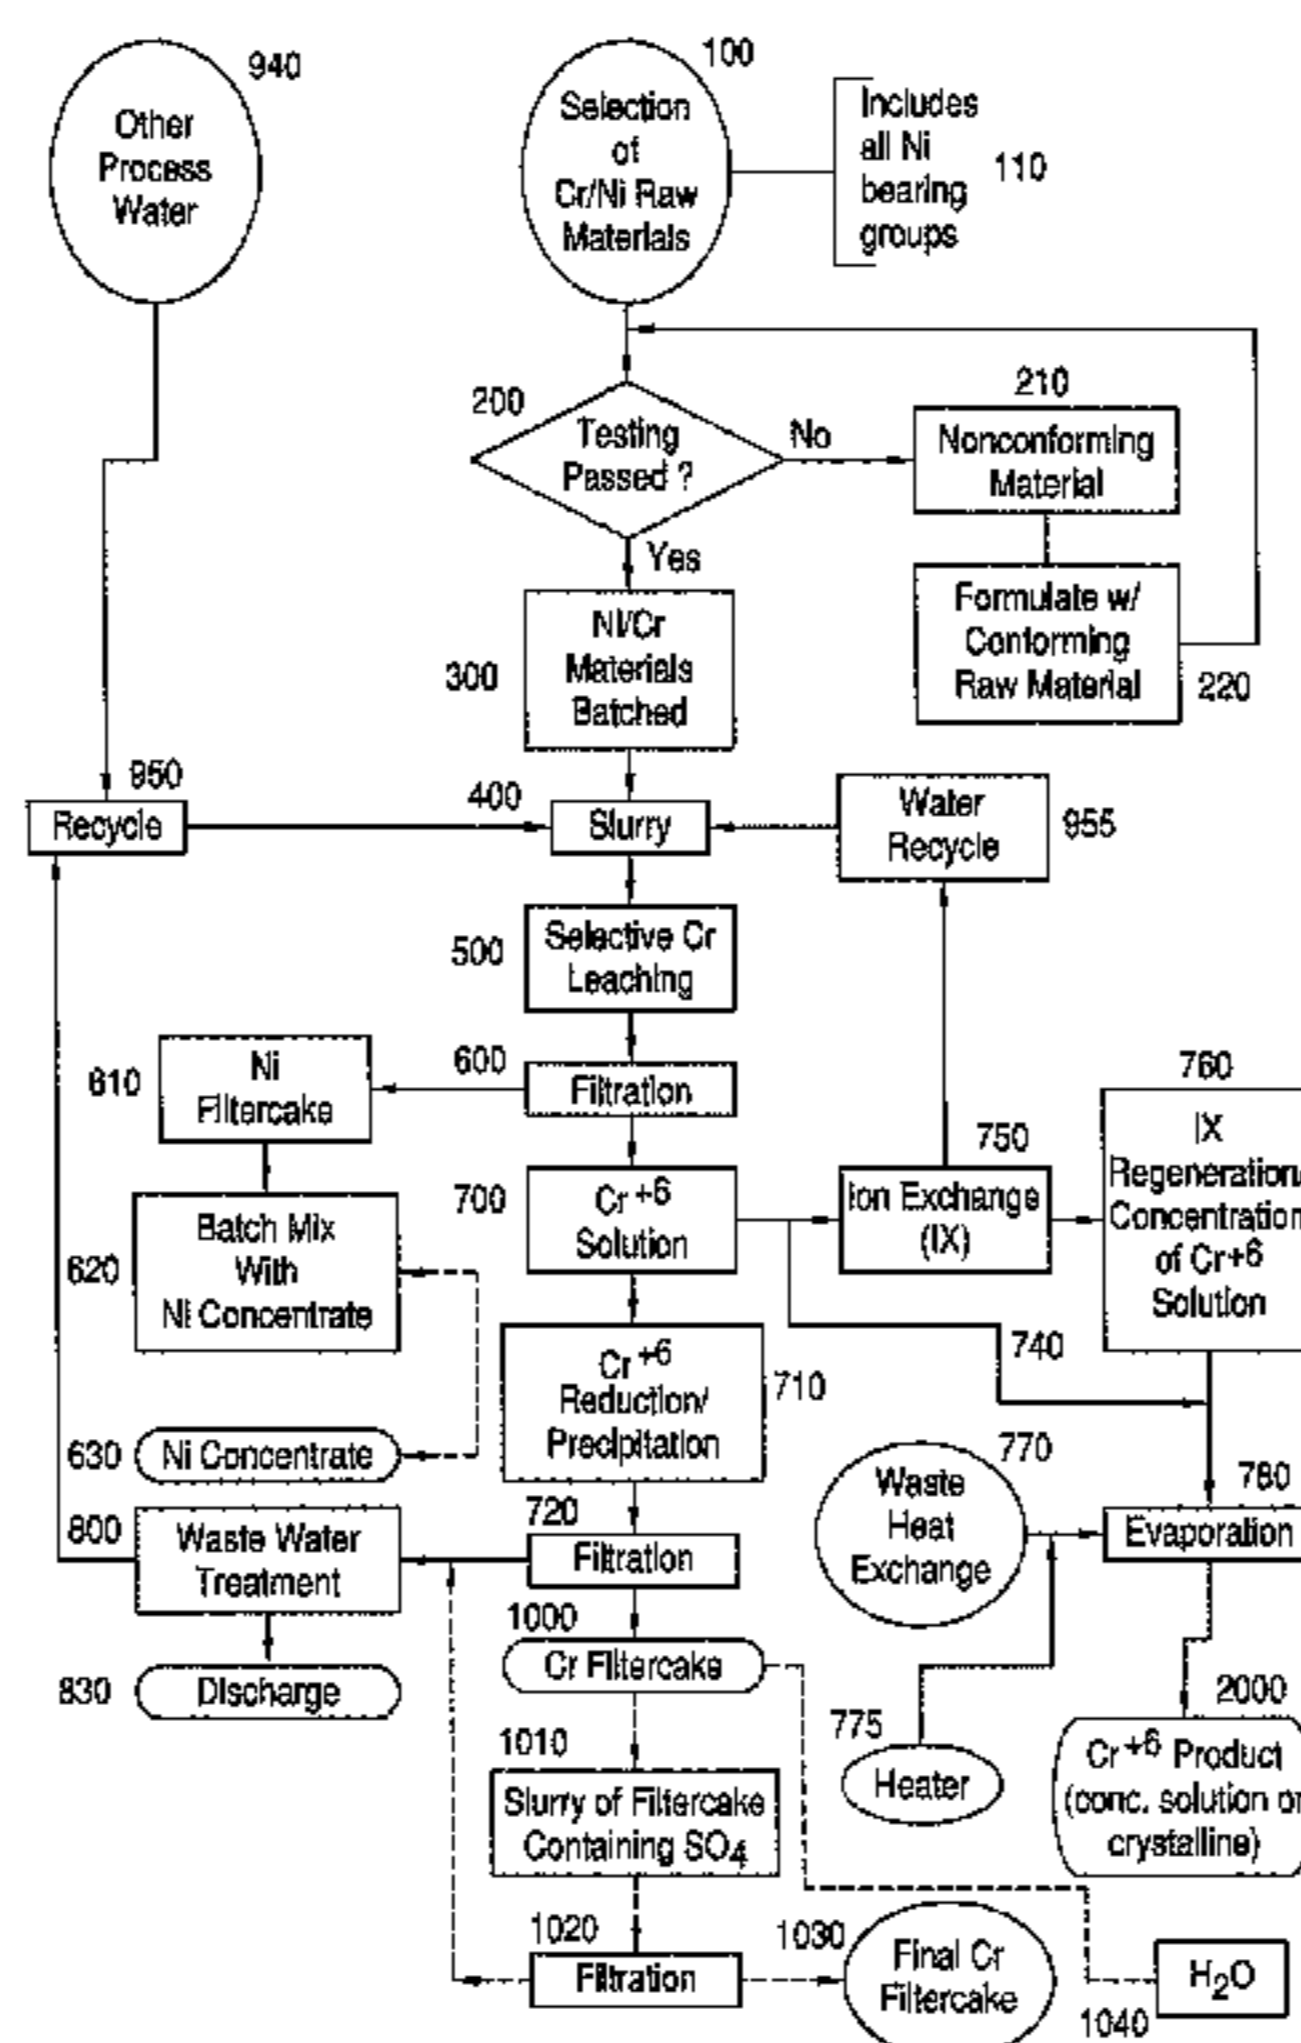 940
Other
Process
Water
100
Selection
of
Cr/Ni Raw
Materials
Includes
all Ni
bearing
groups
110
200
Testing
Passed ?
No
Yes
210
Nonconforming
Material
Formulate w/
Conforming
Raw Material
220
300
Ni/Cr
Materials
Batched
950
Recycle
400
Slurry
Water
Recycle
955
500
Selective Cr
Leaching
610
Ni
Filtercake
600
Filtration
620
Batch Mix
With
Ni Concentrate
700
Cr+6
Solution
750
Ion Exchange
(IX)
760
IX
Regeneration/
Concentration
of Cr+6
Solution
740
Cr+6
Reduction/
Precipitation
710
630
Ni Concentrate
770
Waste
Heat
Exchange
780
Evaporation
800
Waste Water
Treatment
720
Filtration
1000
Cr Filtercake
830
Discharge
775
Heater
2000
Cr+6 Product
(conc. solution or
crystalline)
1010
Slurry of Filtercake
Containing SO4
1020
Filtration
1030
Final Cr
Filtercake
H2O
1040